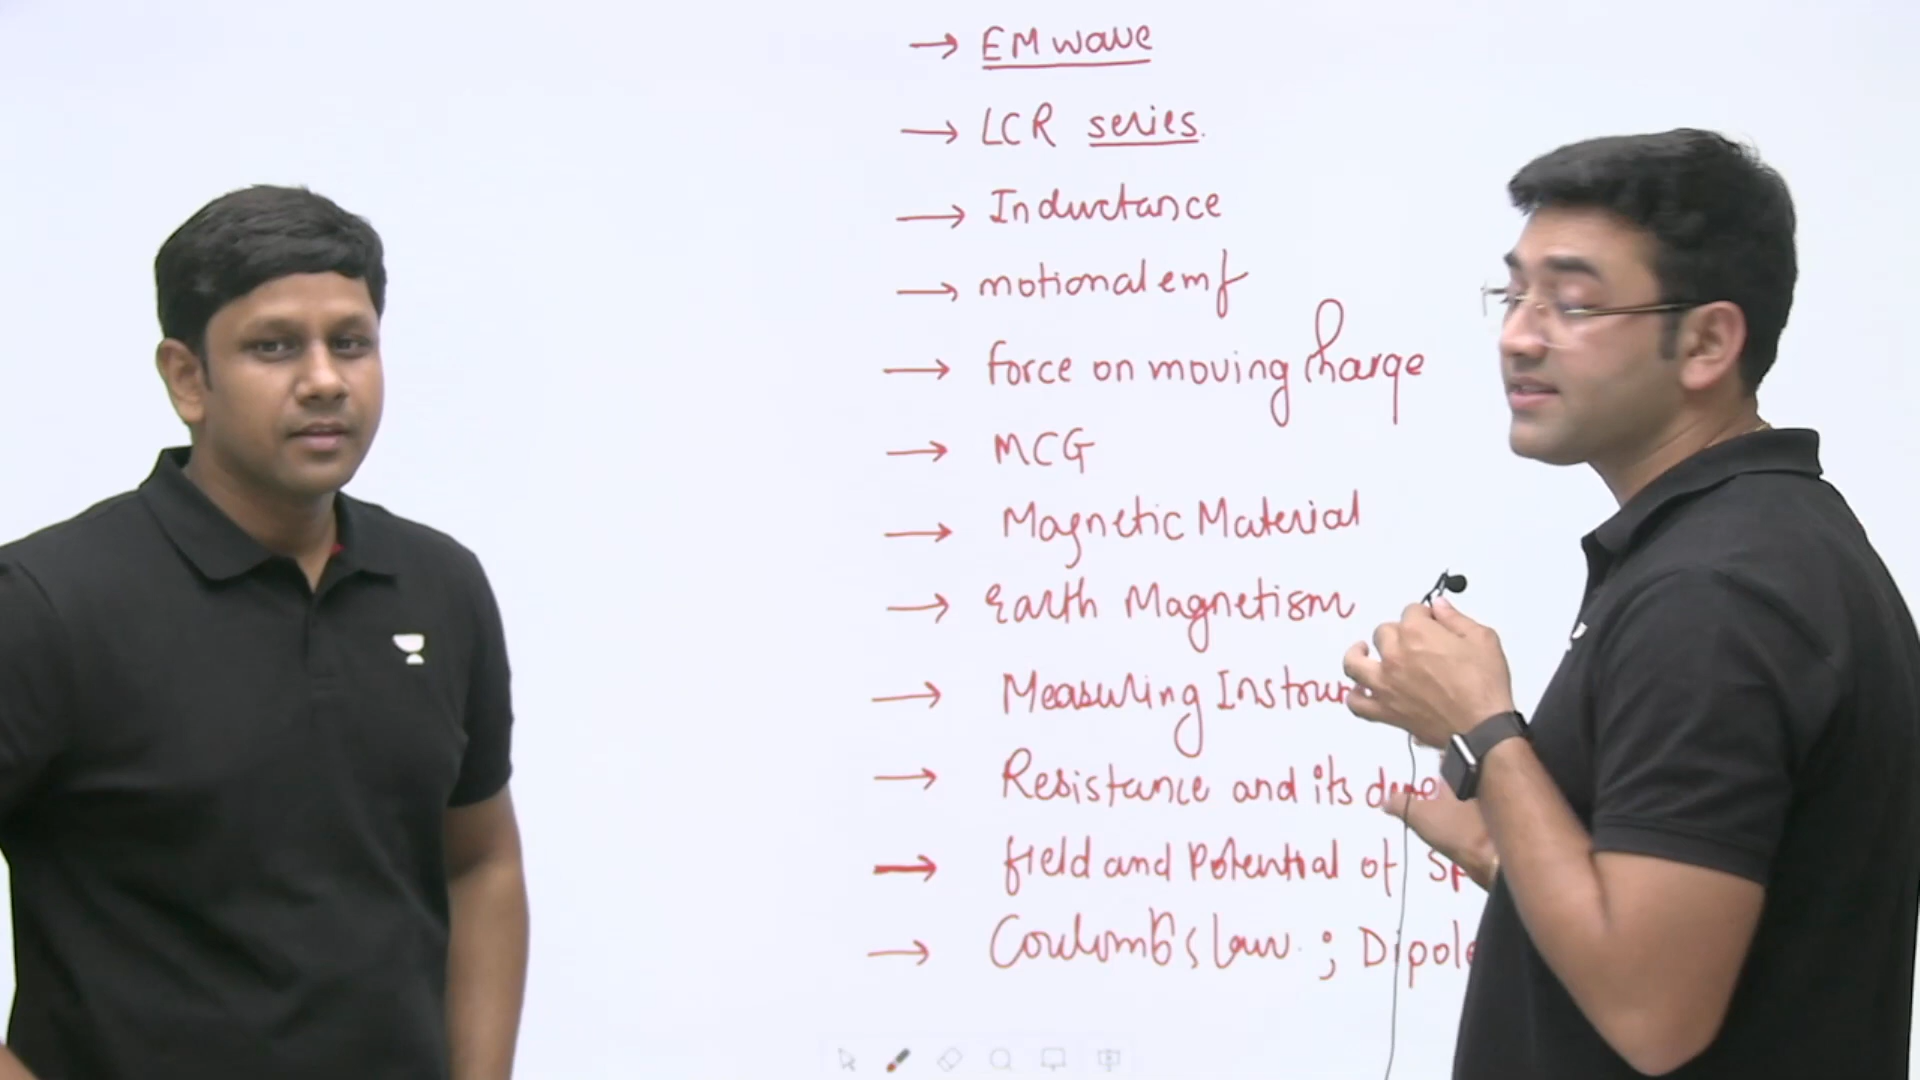 → EM wave
→ LCR series.
→ Inductance
→ motional emf
→ force on moving charge
→ MCG
→ Magnetic Material
→ Earth Magnetism
→ Measuring
→ Resistance and its
→ field and Potential of
→ Coulomb's law. ; Dipole